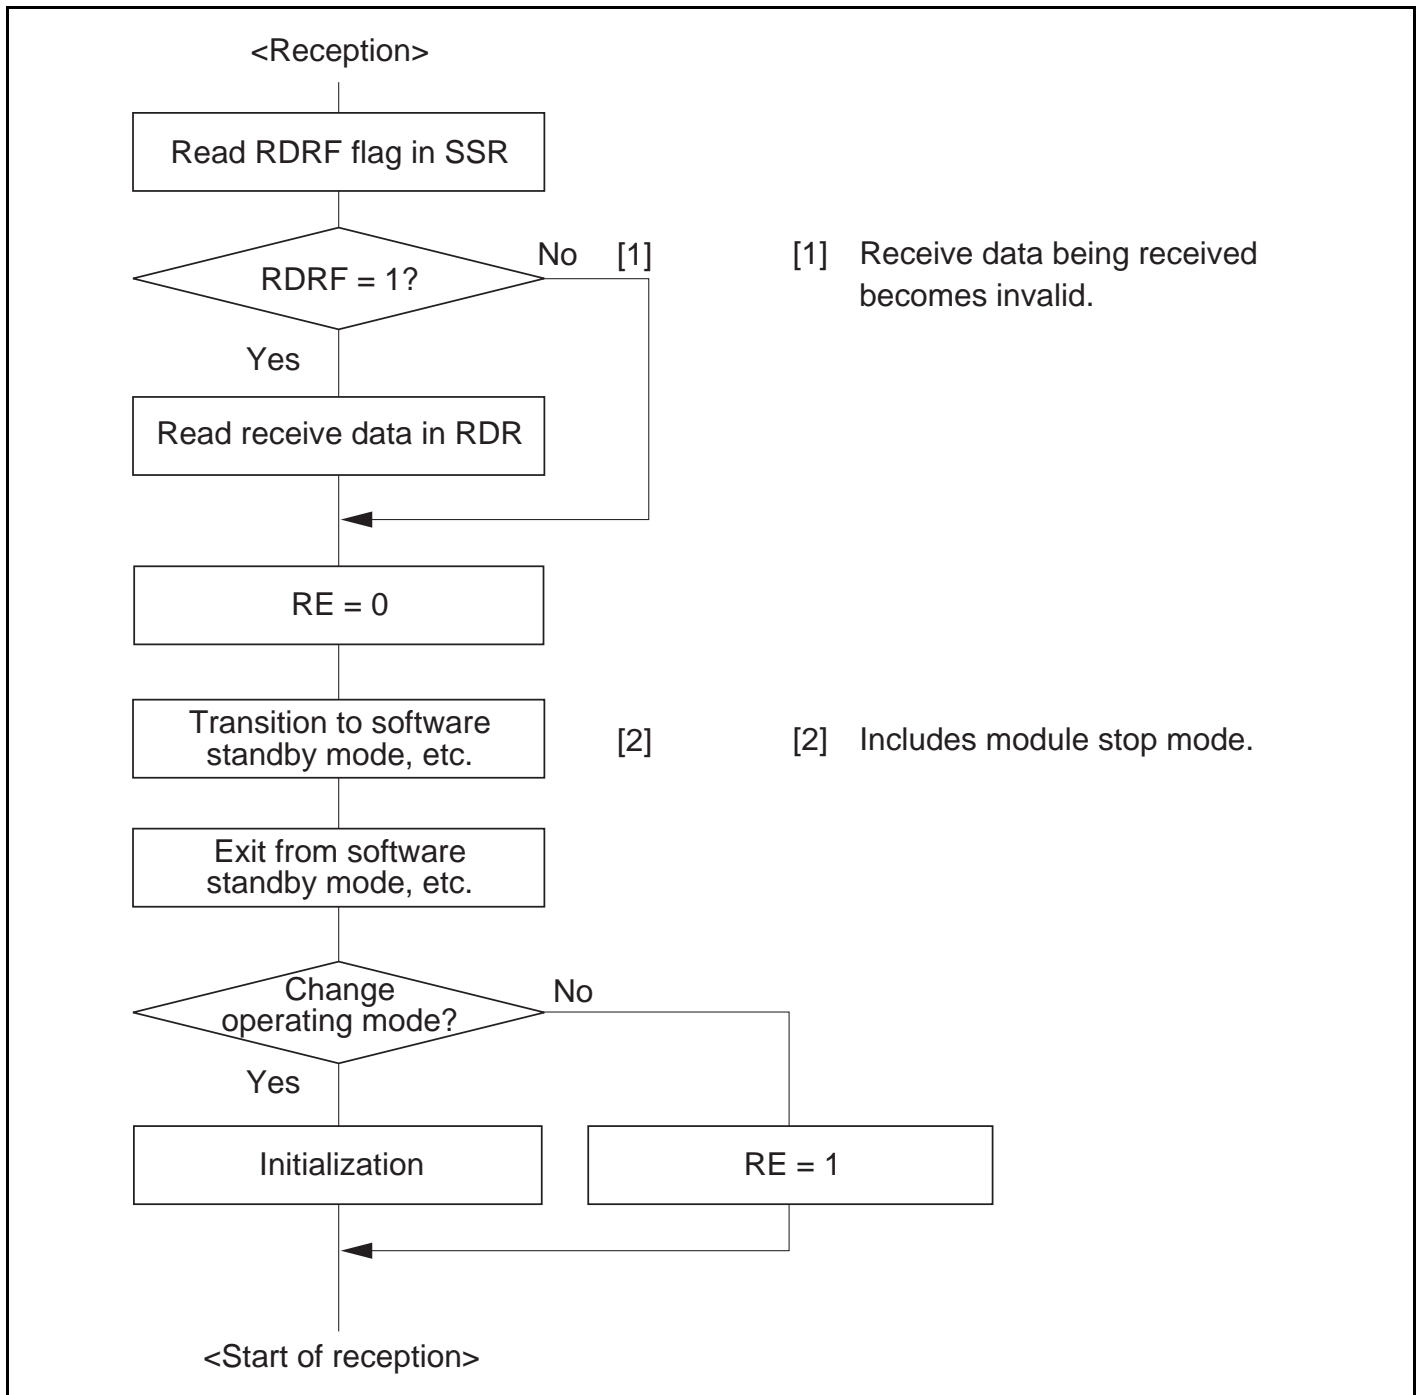 <Reception>
Read RDRF flag in SSR
RDRF = 1?
No [1]
[1] Receive data being received
becomes invalid.
Yes
Read receive data in RDR
RE = 0
Transition to software
standby mode, etc.
[2]
[2] Includes module stop mode.
Exit from software
standby mode, etc.
Change
operating mode?
No
Yes
Initialization
RE = 1
<Start of reception>